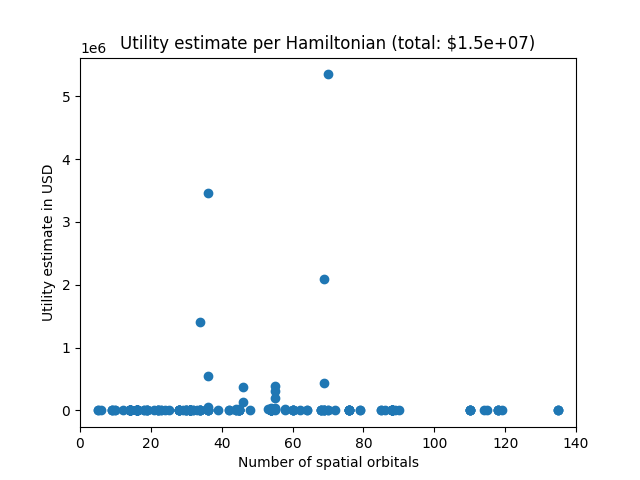 Utility estimate per Hamiltonian (total: $1.5e+07)
1e6
5
4
3
2
1
0
Utility estimate in USD
0 20 40 60 80 100 120 140
Number of spatial orbitals